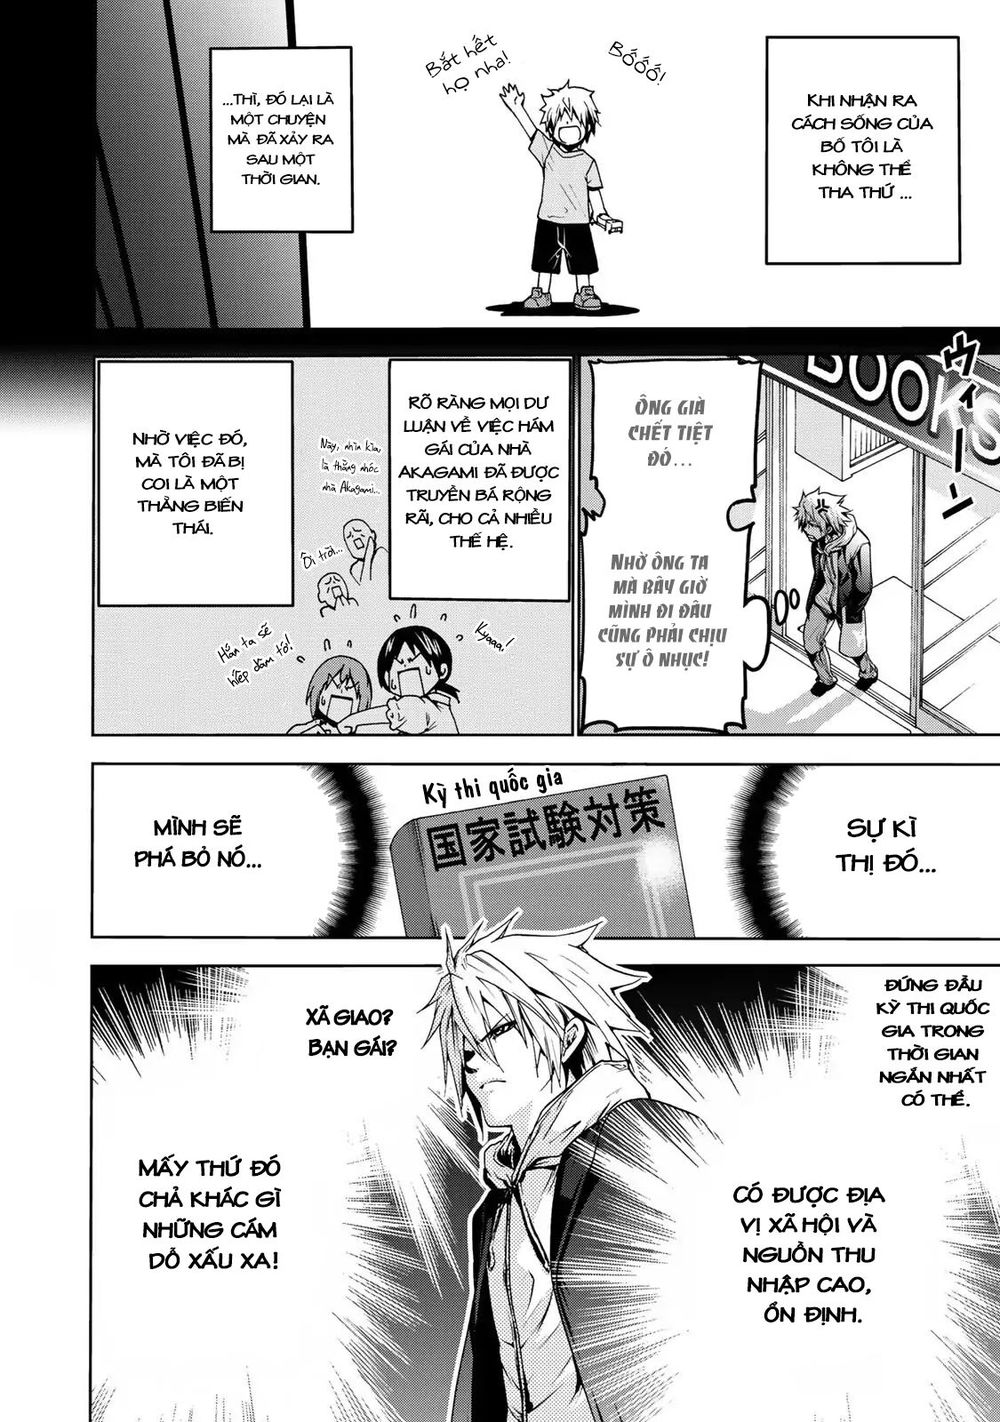 KHI NHẬN RA
CÁCH SỐNG CỦA
BỐ TÔI LÀ
KHÔNG THỂ
THA THỨ ...
BỐỐỐ!
Bắt hết
họ nha!
...THÌ, ĐÓ LẠI LÀ
MỘT CHUYỆN
MÀ ĐÃ XẢY RA
SAU MỘT
THỜI GIAN.
ウィーン
BOOKS
ÔNG GIÀ
CHẾT TIỆT
ĐÓ...
NHỜ ÔNG TA
MÀ BÂY GIỜ
MÌNH ĐI ĐÂU
CŨNG PHẢI CHỊU
SỰ Ô NHỤC!
RÕ RÀNG MỌI DƯ
LUẬN VỀ VIỆC HÁM
GÁI CỦA NHÀ
AKAGAMI ĐÃ ĐƯỢC
TRUYỀN BÁ RỘNG
RÃI, CHO CẢ NHIỀU
THẾ HỆ.
Này, nhìn kìa,
là thằng nhóc
nhà Akagami...
Ôi trời...
Kyaaa!
Hắn ta sẽ
hiếp dâm tớ!
NHỜ VIỆC ĐÓ,
MÀ TÔI ĐÃ BỊ
COI LÀ MỘT
THẰNG BIẾN
THÁI.
SỰ KÌ
THỊ ĐÓ...
Kỳ thi quốc gia
国家試験対策
MÌNH SẼ
PHÁ BỎ NÓ...
ĐỨNG ĐẦU
KỲ THI QUỐC
GIA TRONG
THỜI GIAN
NGẮN NHẤT
CÓ THỂ.
CÓ ĐƯỢC ĐỊA
VỊ XÃ HỘI VÀ
NGUỒN THU
NHẬP CAO,
ỔN ĐỊNH.
XÃ GIAO?
BẠN GÁI?
MẤY THỨ ĐÓ
CHẢ KHÁC GÌ
NHỮNG CÁM
DỖ XẤU XA!